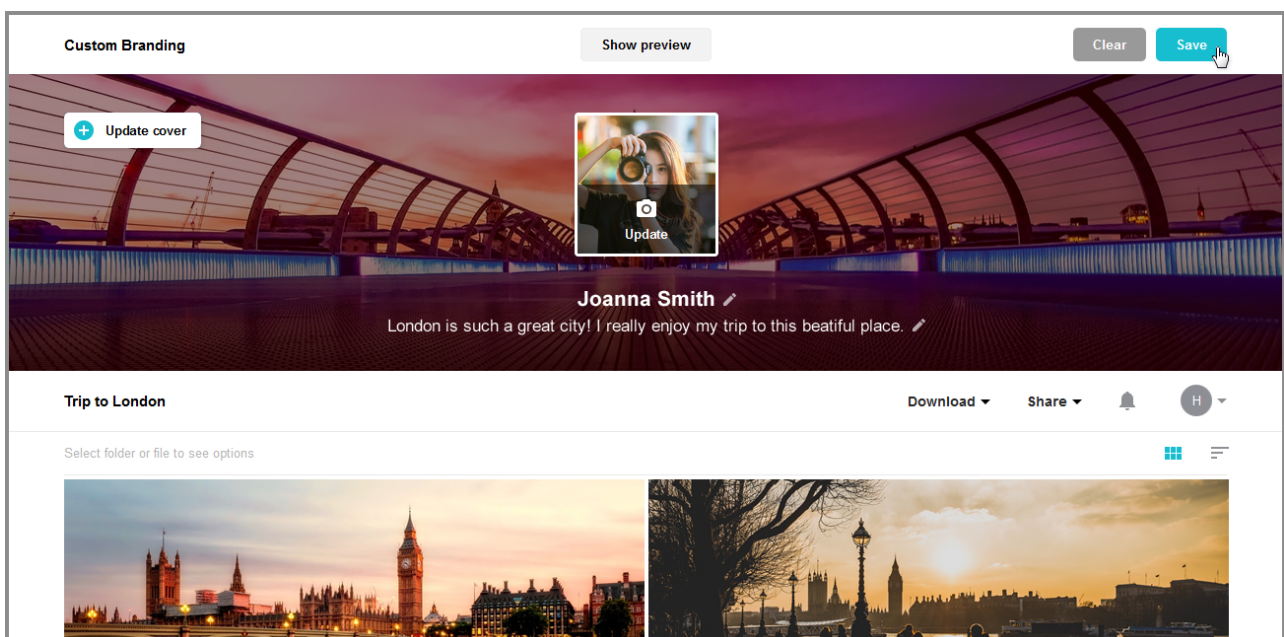 Custom Branding
Show preview
Clear
Save
Update cover
Update
Joanna Smith
London is such a great city! I really enjoy my trip to this beatiful place.
Trip to London
Download
Share
H
Select folder or file to see options